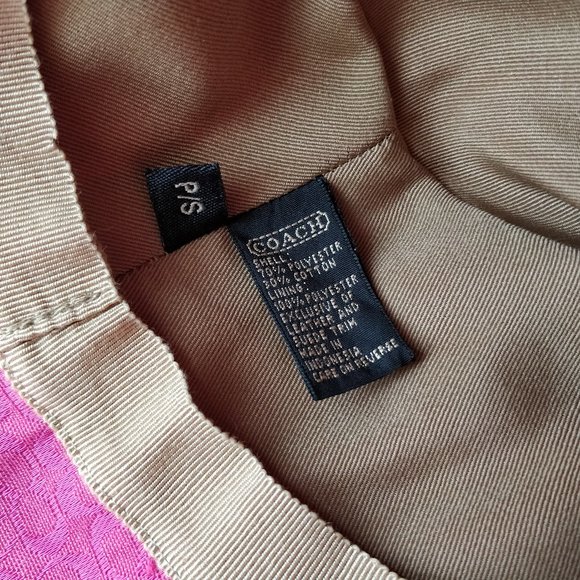 P/S
COACH
SHELL:
70% POLYESTER
30% COTTON
LINING:
100% POLYESTER
EXCLUSIVE OF
LEATHER AND
SUEDE TRIM
MADE IN
INDONESIA
CARE ON REVERSE